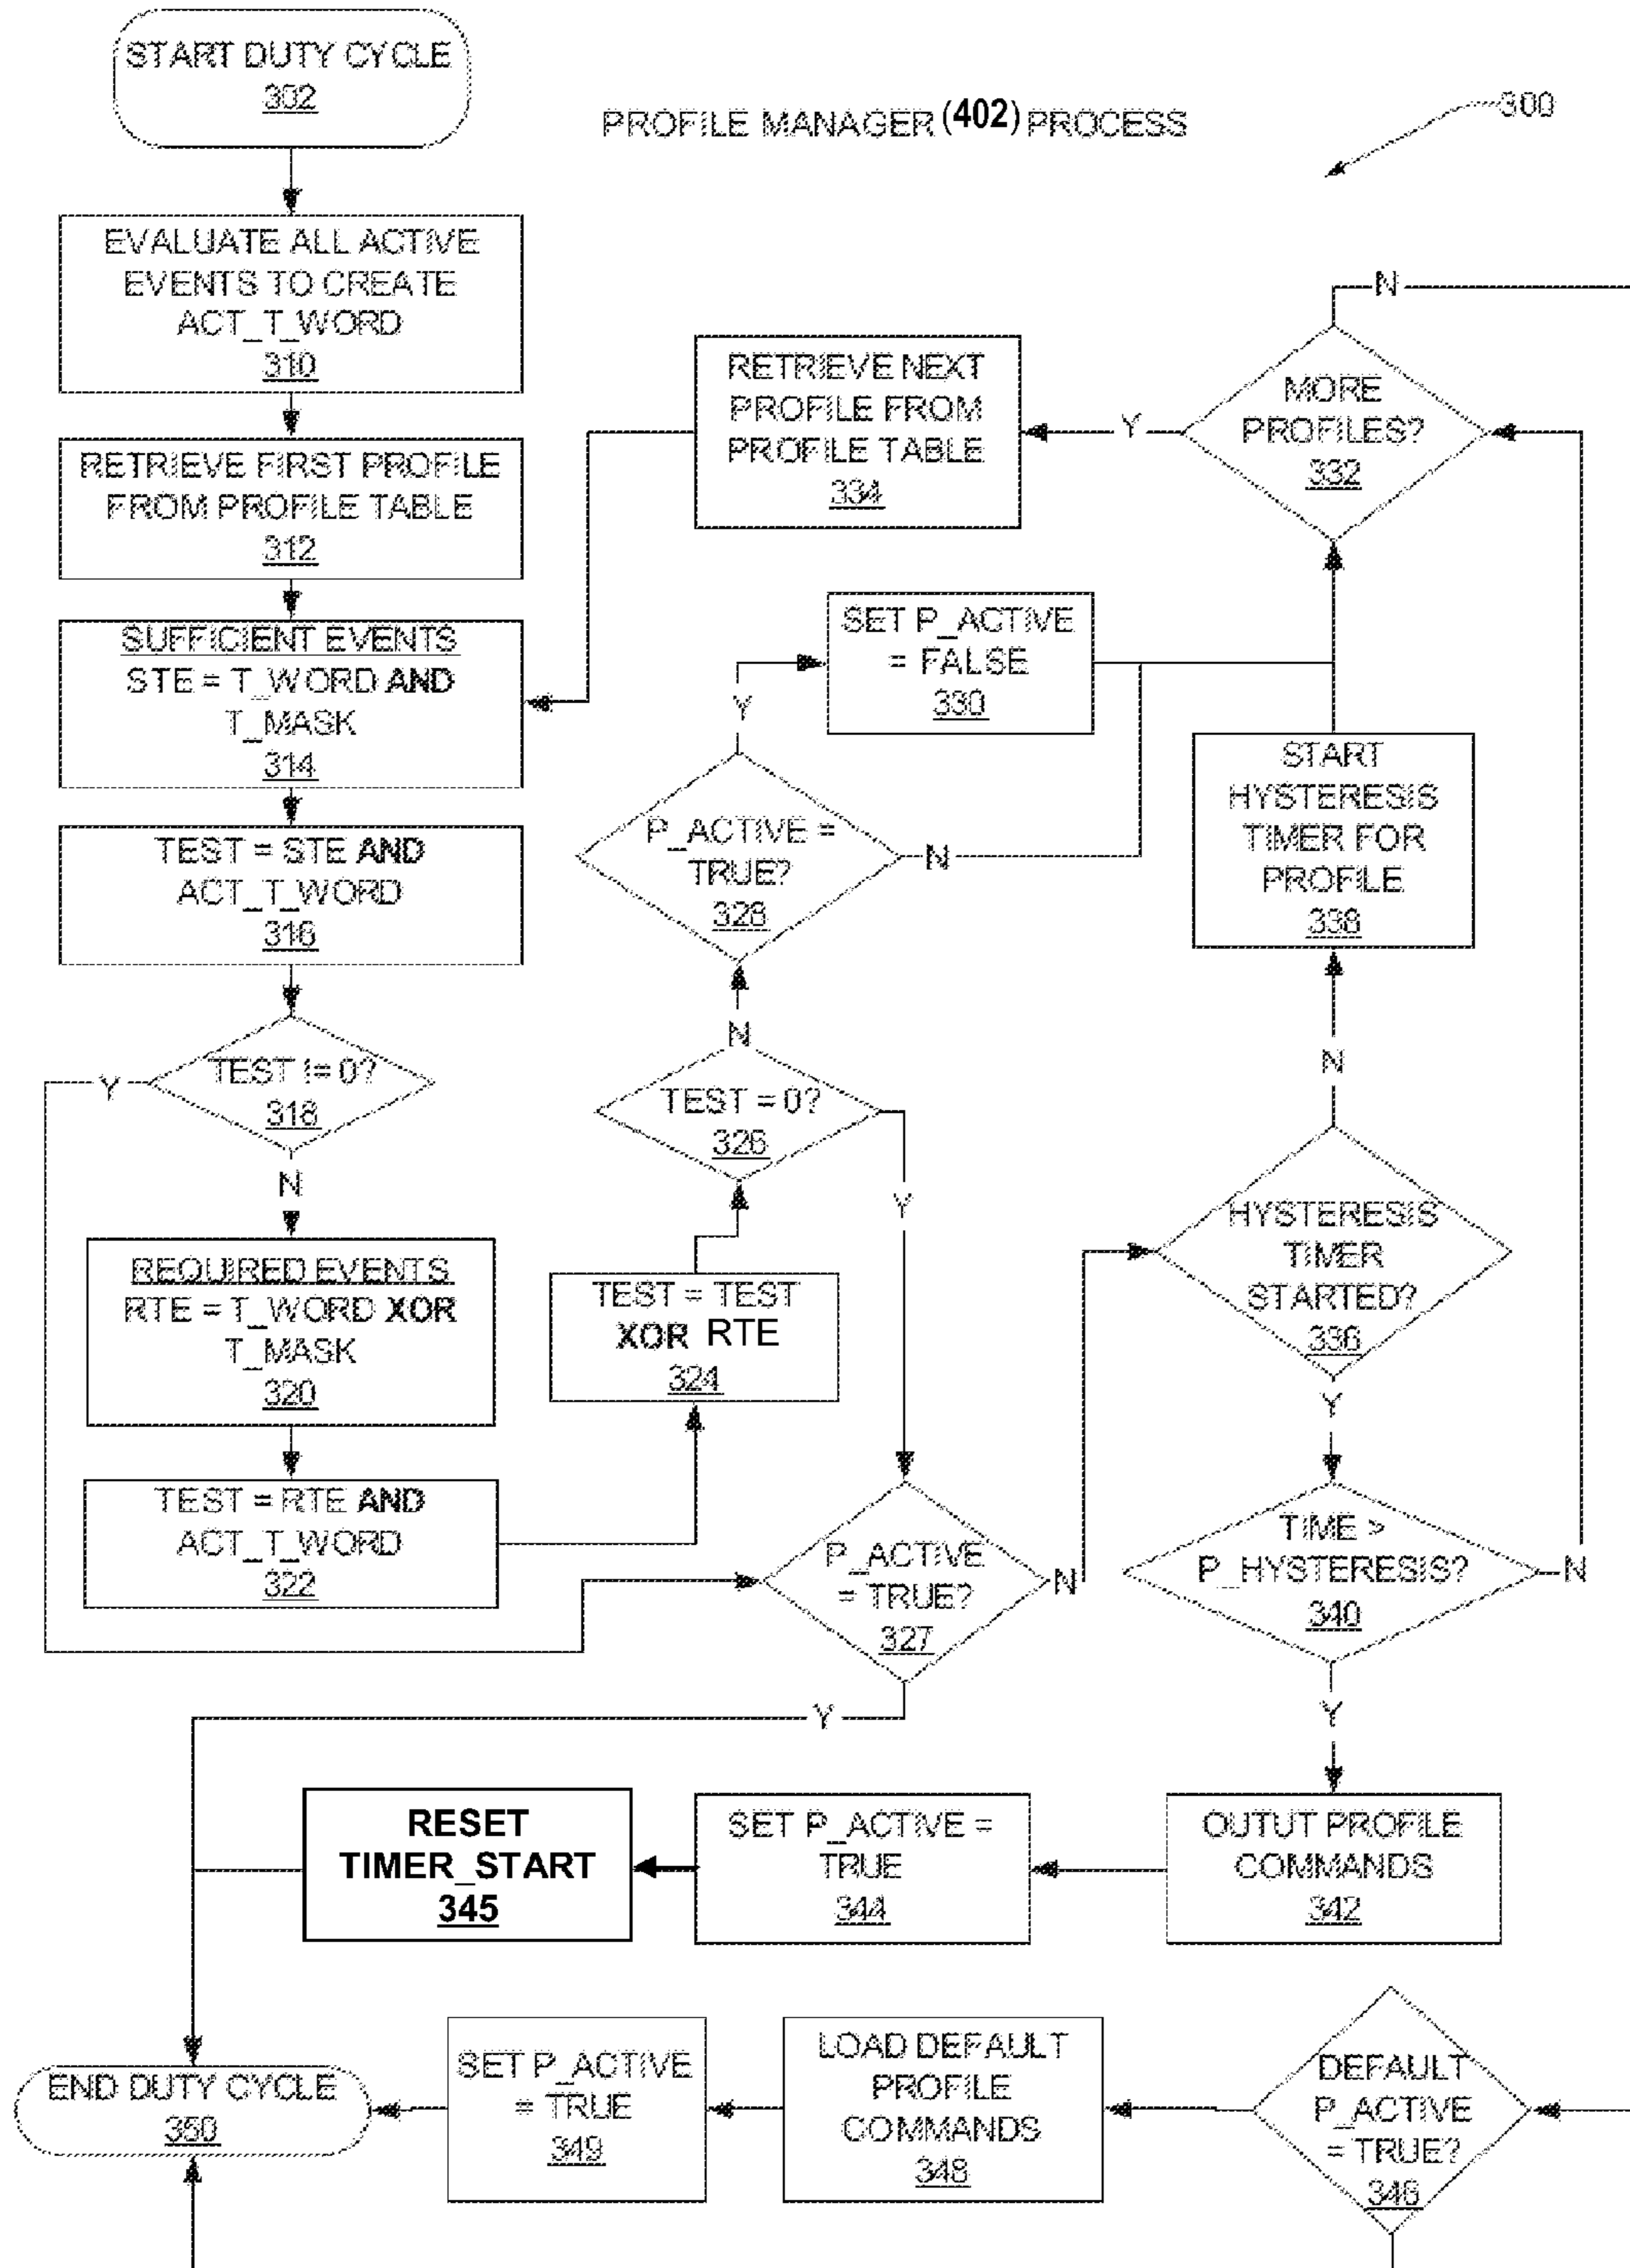 START DUTY CYCLE
302
PROFILE MANAGER (402) PROCESS
300
EVALUATE ALL ACTIVE
EVENTS TO CREATE
ACT_T_WORD
310
RETRIEVE FIRST PROFILE
FROM PROFILE TABLE
312
SUFFICIENT EVENTS
STE = T_WORD AND
T_MASK
314
TEST = STE AND
ACT_T_WORD
316
TEST != 0?
318
Y
N
REQUIRED EVENTS
RTE = T_WORD XOR
T_MASK
320
TEST = RTE AND
ACT_T_WORD
322
TEST = TEST
XOR RTE
324
TEST = 0?
326
N
Y
P_ACTIVE =
TRUE?
328
Y
N
SET P_ACTIVE
= FALSE
330
MORE
PROFILES?
332
N
Y
RETRIEVE NEXT
PROFILE FROM
PROFILE TABLE
334
P_ACTIVE
= TRUE?
327
N
Y
HYSTERESIS
TIMER
STARTED?
336
N
Y
START
HYSTERESIS
TIMER FOR
PROFILE
338
TIME >
P_HYSTERESIS?
340
N
Y
OUTUT PROFILE
COMMANDS
342
SET P_ACTIVE =
TRUE
344
RESET
TIMER_START
345
DEFAULT
P_ACTIVE
= TRUE?
346
LOAD DEFAULT
PROFILE
COMMANDS
348
SET P_ACTIVE
= TRUE
349
END DUTY CYCLE
350